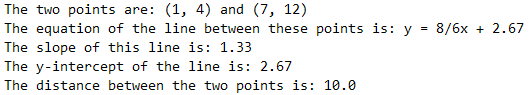 The two points are: (1, 4) and (7, 12)
The equation of the line between these points is: y = 8/6x + 2.67
The slope of this line is: 1.33
The y-intercept of the line is: 2.67
The distance between the two points is: 10.0